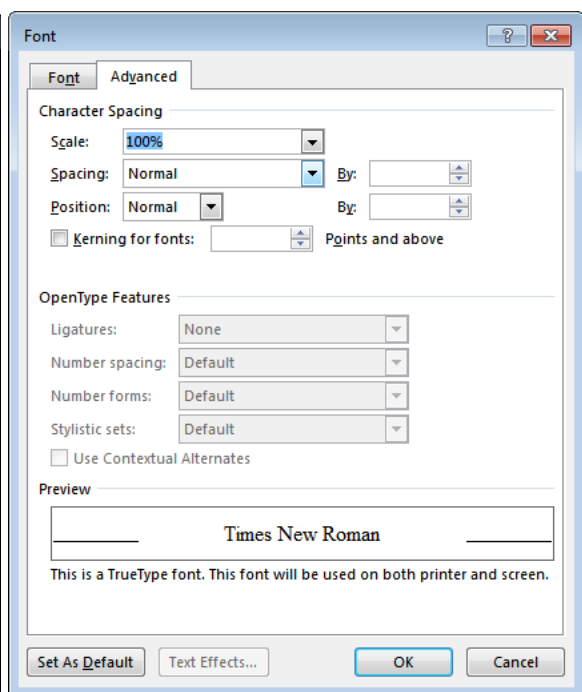 Font
Font Advanced
Character Spacing
Scale: 100%
Spacing: Normal By:
Position: Normal By:
Kerning for fonts: Points and above
OpenType Features
Ligatures: None
Number spacing: Default
Number forms: Default
Stylistic sets: Default
Use Contextual Alternates
Preview
Times New Roman
This is a TrueType font. This font will be used on both printer and screen.
Set As Default Text Effects... OK Cancel